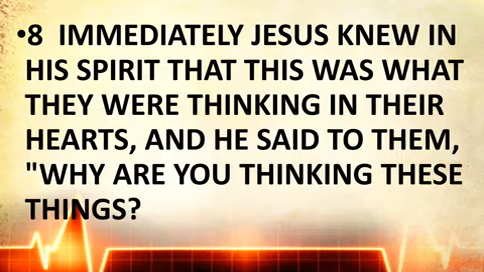 •8  IMMEDIATELY JESUS KNEW IN
HIS SPIRIT THAT THIS WAS WHAT
THEY WERE THINKING IN THEIR
HEARTS, AND HE SAID TO THEM,
"WHY ARE YOU THINKING THESE
THINGS?